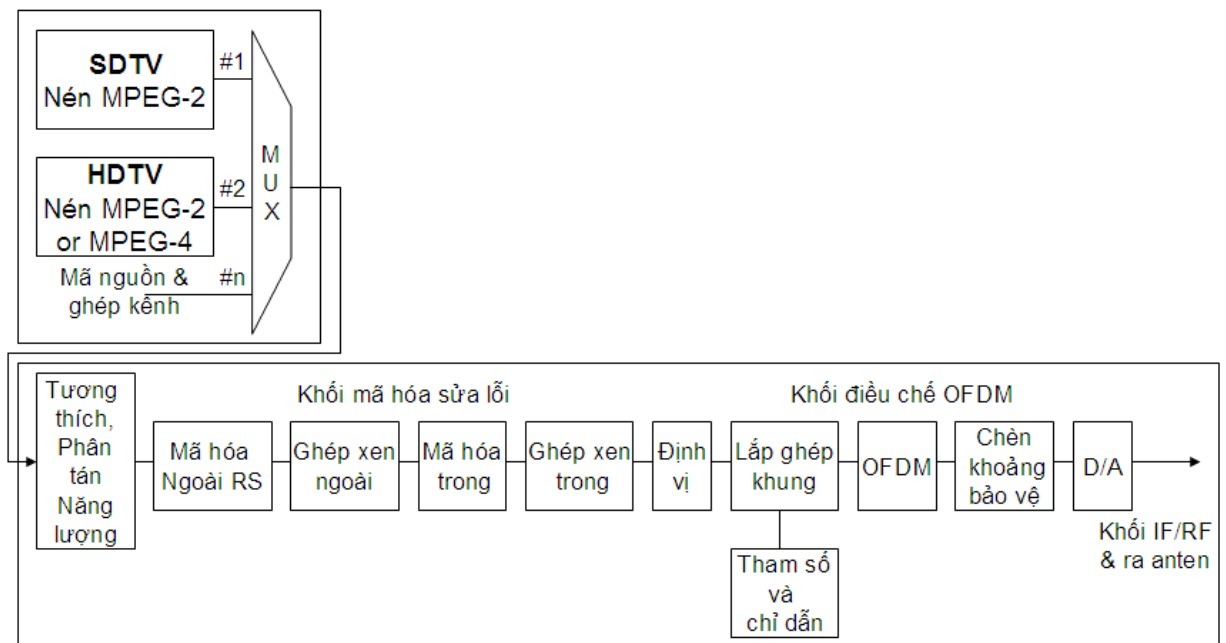 SDTV
Nén MPEG-2
#1
HDTV
Nén MPEG-2
or MPEG-4
#2
Mã nguồn &
ghép kênh
#n
M
U
X
Tương
thích,
Phân
tán
Năng
lượng
Khối mã hóa sửa lỗi
Mã hóa
Ngoài RS
Ghép xen
ngoài
Mã hóa
trong
Ghép xen
trong
Khối điều chế OFDM
Định
vị
Lắp ghép
khung
OFDM
Chèn
khoảng
bảo vệ
D/A
Tham số
và
chỉ dẫn
Khối IF/RF
& ra anten